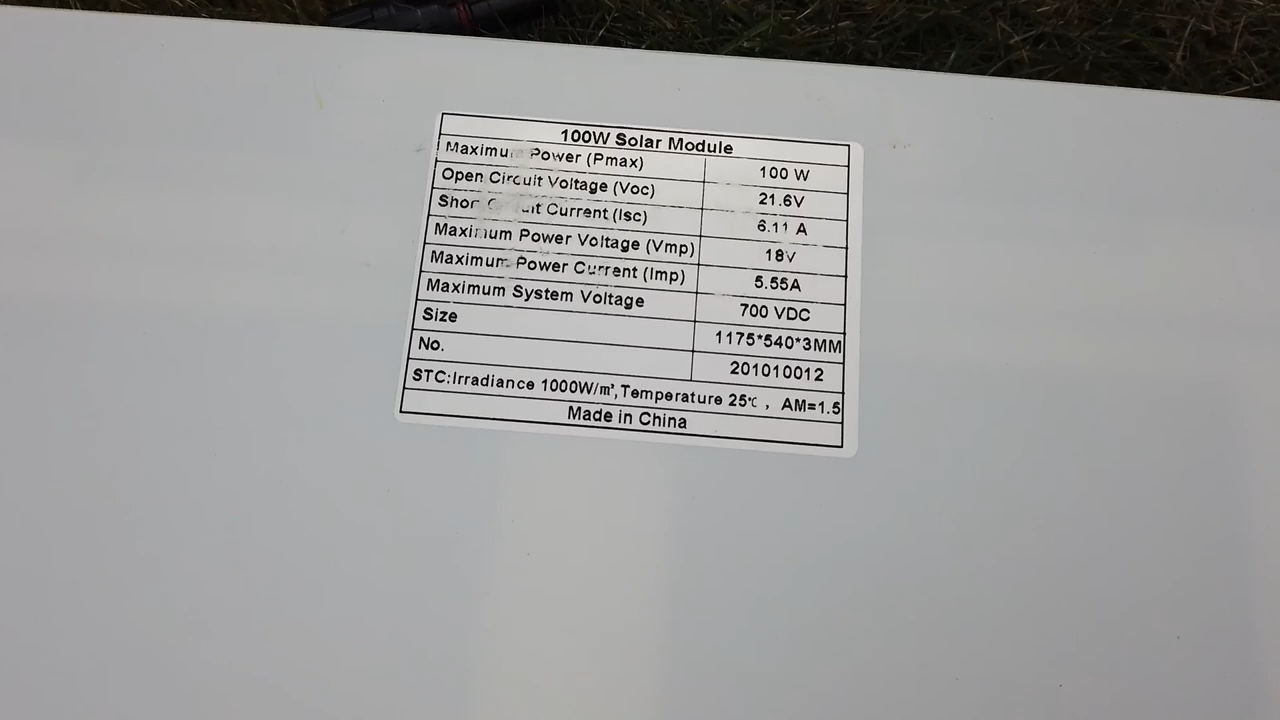 100W Solar Module
Maximum Power (Pmax) 100 W
Open Circuit Voltage (Voc) 21.6V
Short Circuit Current (Isc) 6.11 A
Maximum Power Voltage (Vmp) 18V
Maximum Power Current (Imp) 5.55A
Maximum System Voltage 700 VDC
Size 1175*540*3MM
No. 201010012
STC:Irradiance 1000W/㎡,Temperature 25℃ , AM=1.5
Made in China